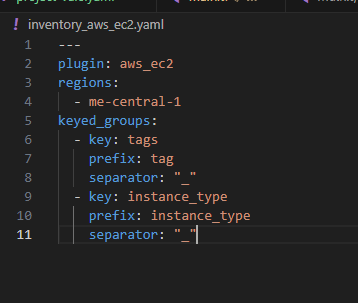 inventory_aws_ec2.yaml
1 ---
2 plugin: aws_ec2
3 regions:
4   - me-central-1
5 keyed_groups:
6   - key: tags
7     prefix: tag
8     separator: "_"
9   - key: instance_type
10     prefix: instance_type
11     separator: "_"